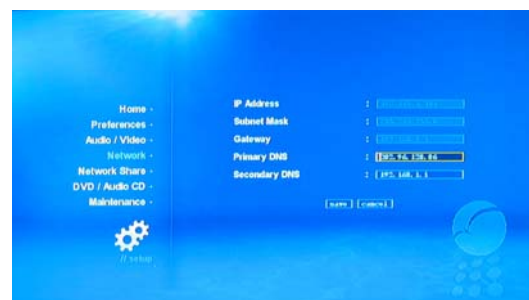 Home
Preferences
Audio / Video
Network
Network Share
DVD / Audio CD
Maintenance
// setup
IP Address :
Subnet Mask :
Gateway :
Primary DNS :
Secondary DNS : [192.168.1.1]
[save] [cancel]